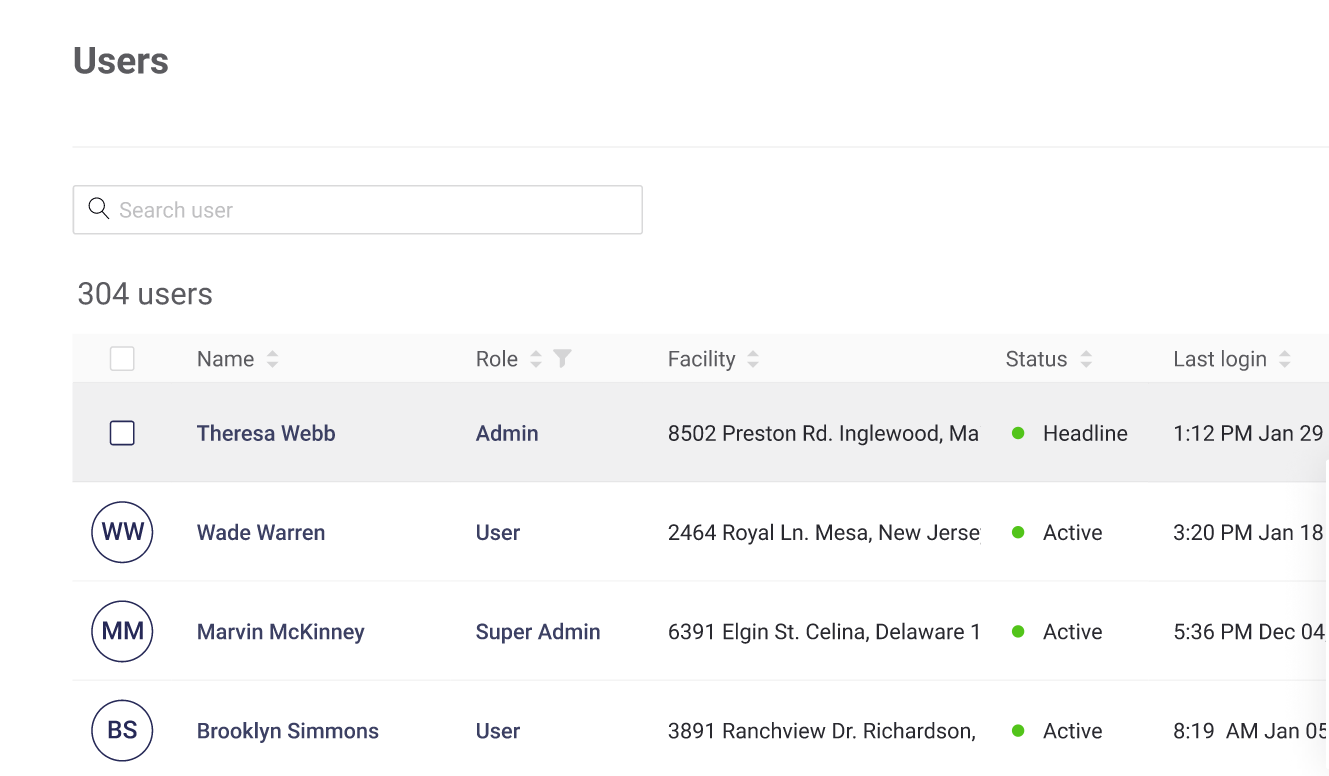 Users
Search user
304 users
Name Role Facility Status Last login
Theresa Webb Admin 8502 Preston Rd. Inglewood, Ma Headline 1:12 PM Jan 29
WW Wade Warren User 2464 Royal Ln. Mesa, New Jerse Active 3:20 PM Jan 18
MM Marvin McKinney Super Admin 6391 Elgin St. Celina, Delaware 1 Active 5:36 PM Dec 04,
BS Brooklyn Simmons User 3891 Ranchview Dr. Richardson, Active 8:19 AM Jan 05